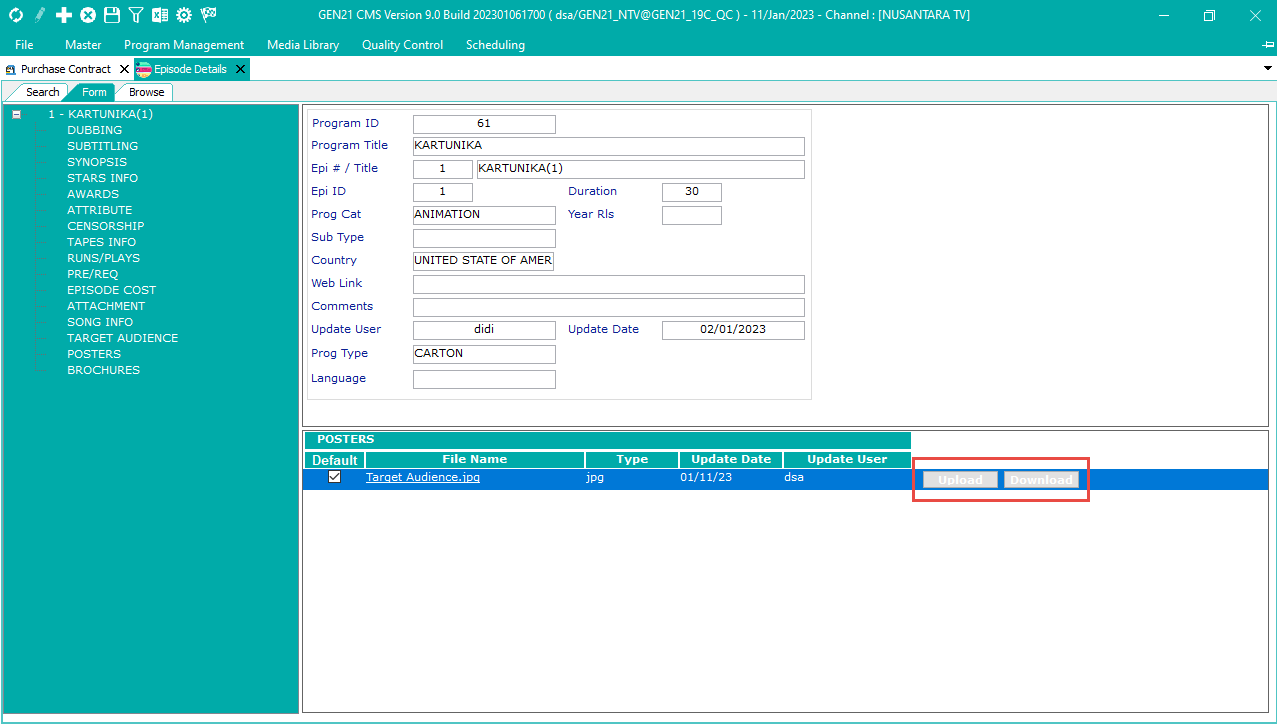 GEN21 CMS Version 9.0 Build 202301061700 ( dsa/GEN21_NTV@GEN21_19C_QC ) - 11/Jan/2023 - Channel : [NUSANTARA TV]
File Master Program Management Media Library Quality Control Scheduling
Purchase Contract Episode Details
Search Form Browse
1 - KARTUNIKA(1)
DUBBING
SUBTITLING
SYNOPSIS
STARS INFO
AWARDS
ATTRIBUTE
CENSORSHIP
TAPES INFO
RUNS/PLAYS
PRE/REQ
EPISODE COST
ATTACHMENT
SONG INFO
TARGET AUDIENCE
POSTERS
BROCHURES
Program ID 61
Program Title KARTUNIKA
Epi # / Title 1 KARTUNIKA(1)
Epi ID 1 Duration 30
Prog Cat ANIMATION Year Rls
Sub Type
Country UNITED STATE OF AMER
Web Link
Comments
Update User didi Update Date 02/01/2023
Prog Type CARTON
Language
POSTERS
Default File Name Type Update Date Update User
Target Audience.jpg jpg 01/11/23 dsa Upload Download